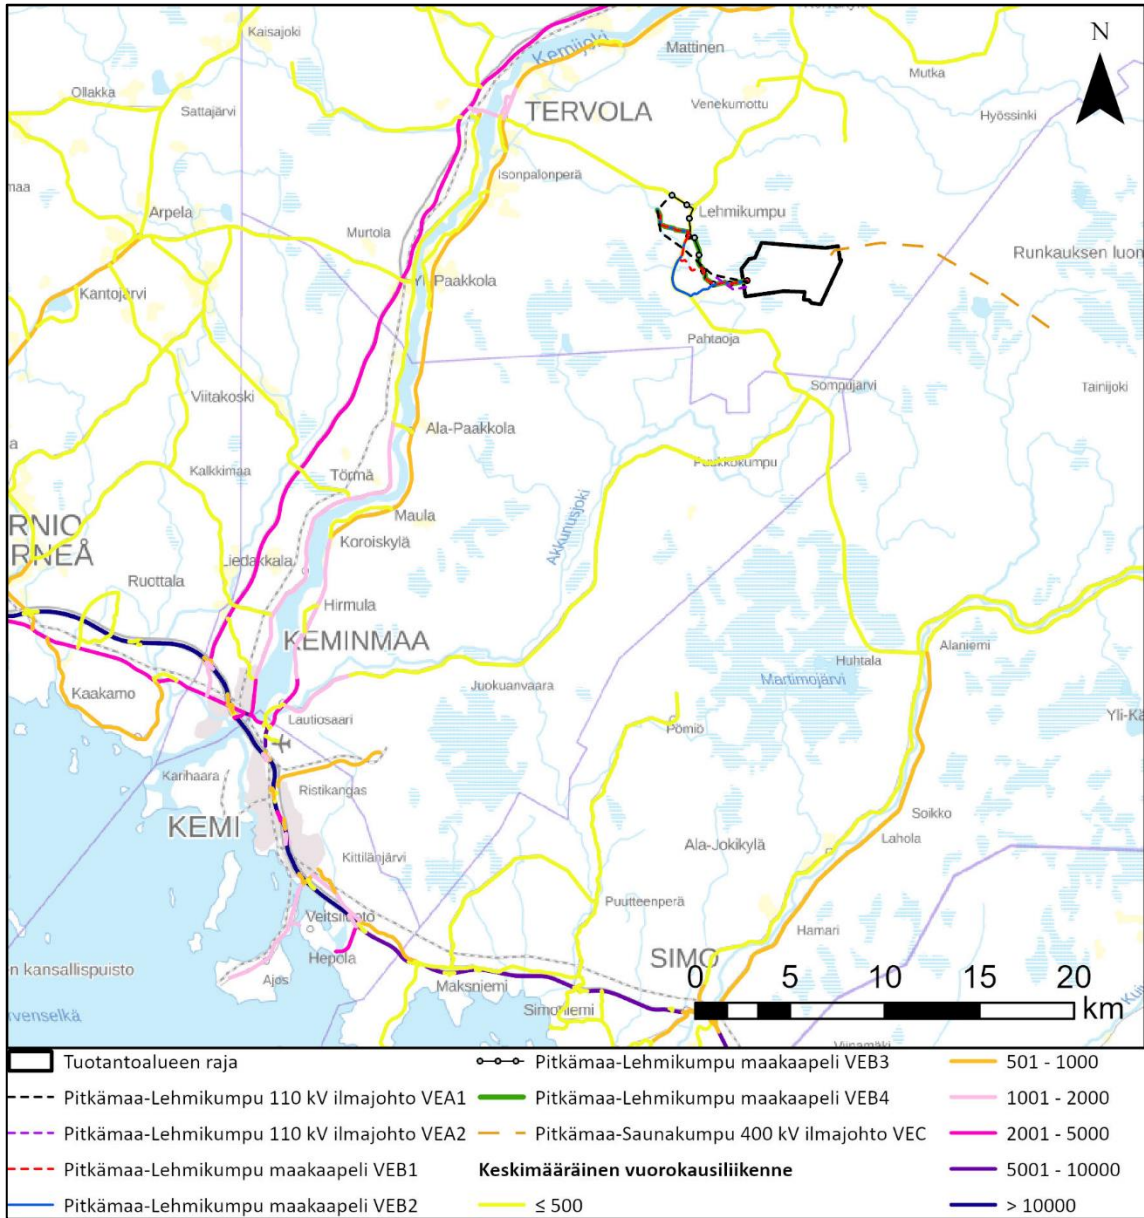 Kaisajoki
Kemijoki
Mattinen
N
Mutka
Ollakka
Sattajärvi
Venekumottu
Hyössinki
TERVOLA
Isonpalonperä
maa
Arpela
Murtola
Lehmikumpu
Runkauksen luon
Kantojärvi
Yli-Paakkola
Pahtaoja
Sompujärvi
Tainijoki
Viitakoski
Ala-Paakkola
Kalkkimaa
Törmä
Puukkokumpu
Akkunusjoki
Maula
RNIO
RNEÅ
Koroiskylä
Liedakkala
Ruottala
Hirmula
KEMINMAA
Alaniemi
Huhtala
Martimojärvi
Kaakamo
Juokuanvaara
Yli-Kä
Lautiosaari
Pömiö
Karihaara
Ristikangas
Soikko
KEMI
Lahola
Ala-Jokikylä
Kittilänjärvi
Puutteenperä
Veitsiluoto
Hamari
Hepola
SIMO
en kansallispuisto
Ajos
Maksniemi
0 5 10 15 20
km
Simoniemi
rvenselkä
Viinamäki
Tuotantoalueen raja
Pitkämaa-Lehmikumpu 110 kV ilmajohto VEA1
Pitkämaa-Lehmikumpu 110 kV ilmajohto VEA2
Pitkämaa-Lehmikumpu maakaapeli VEB1
Pitkämaa-Lehmikumpu maakaapeli VEB2
Pitkämaa-Lehmikumpu maakaapeli VEB3
Pitkämaa-Lehmikumpu maakaapeli VEB4
Pitkämaa-Saunakumpu 400 kV ilmajohto VEC
Keskimääräinen vuorokausiliikenne
≤ 500
501 - 1000
1001 - 2000
2001 - 5000
5001 - 10000
> 10000